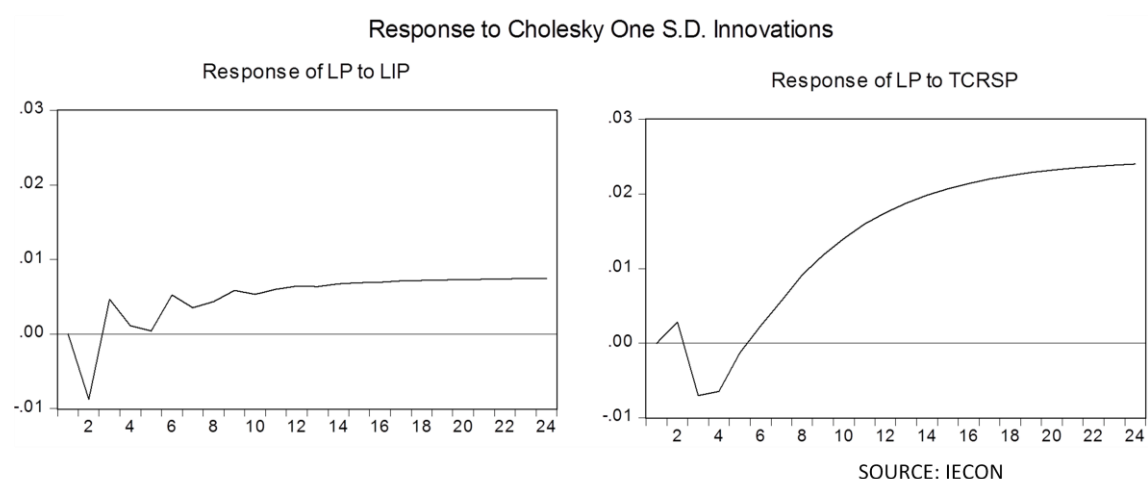 Response to Cholesky One S.D. Innovations
Response of LP to LIP
.03
.02
.01
.00
-.01
2 4 6 8 10 12 14 16 18 20 22 24
Response of LP to TCRSP
.03
.02
.01
.00
-.01
2 4 6 8 10 12 14 16 18 20 22 24
SOURCE: IECON